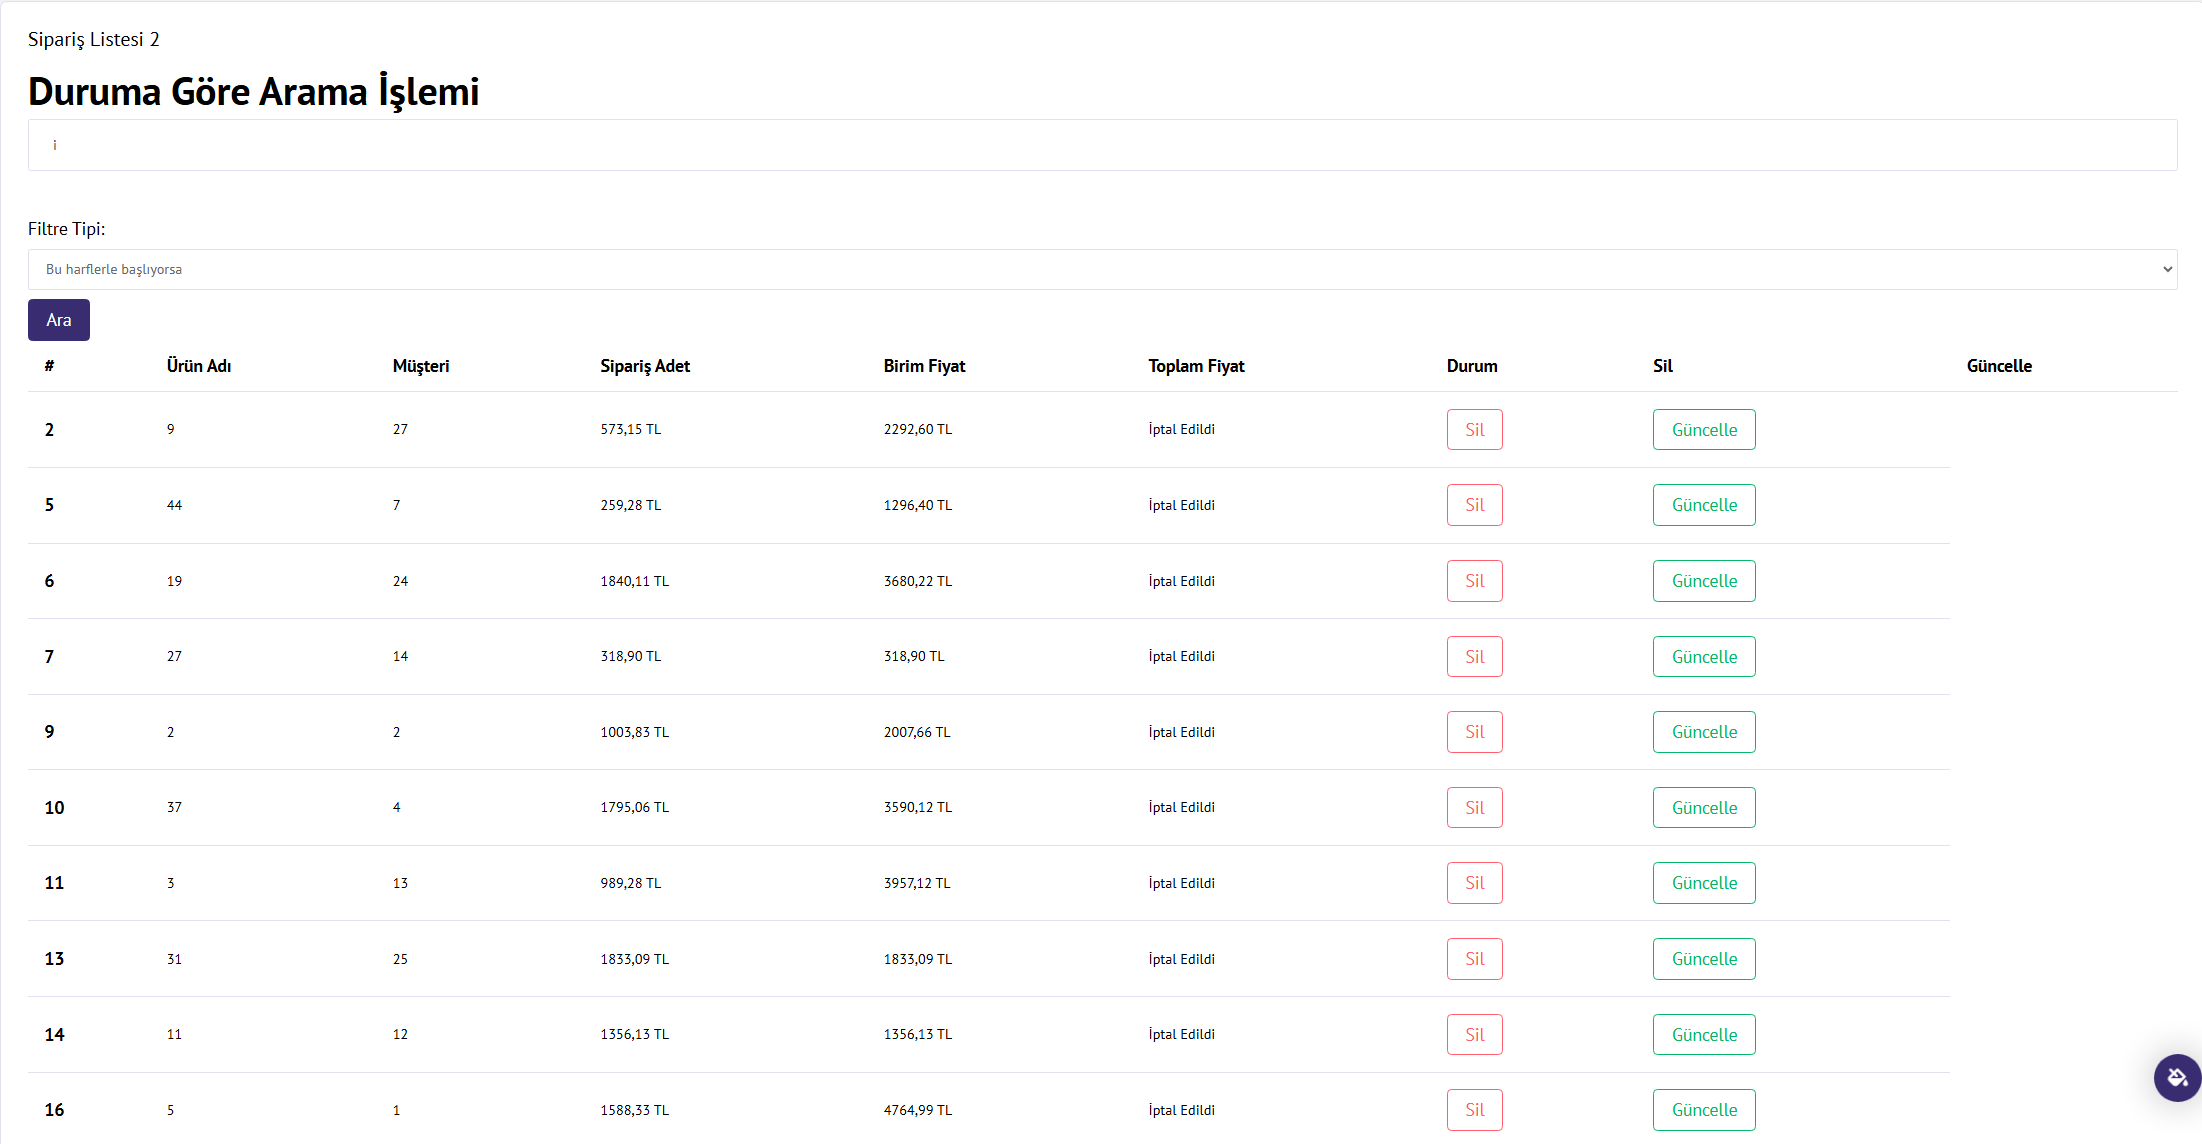 Sipariş Listesi 2
Duruma Göre Arama İşlemi
i
Filtre Tipi:
Bu harflerle başlıyorsa
Ara
# Ürün Adı Müşteri Sipariş Adet Birim Fiyat Toplam Fiyat Durum Sil Güncelle
2 9 27 573,15 TL 2292,60 TL İptal Edildi Sil Güncelle
5 44 7 259,28 TL 1296,40 TL İptal Edildi Sil Güncelle
6 19 24 1840,11 TL 3680,22 TL İptal Edildi Sil Güncelle
7 27 14 318,90 TL 318,90 TL İptal Edildi Sil Güncelle
9 2 2 1003,83 TL 2007,66 TL İptal Edildi Sil Güncelle
10 37 4 1795,06 TL 3590,12 TL İptal Edildi Sil Güncelle
11 3 13 989,28 TL 3957,12 TL İptal Edildi Sil Güncelle
13 31 25 1833,09 TL 1833,09 TL İptal Edildi Sil Güncelle
14 11 12 1356,13 TL 1356,13 TL İptal Edildi Sil Güncelle
16 5 1 1588,33 TL 4764,99 TL İptal Edildi Sil Güncelle